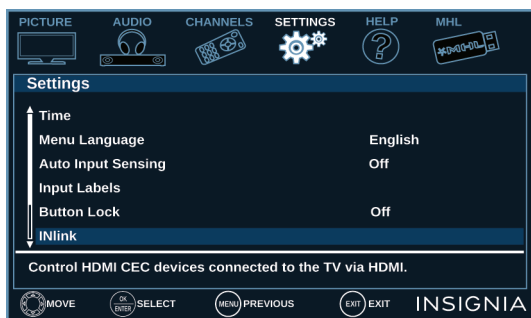 PICTURE AUDIO CHANNELS SETTINGS HELP MHL
MHL
Settings
Time
Menu Language English
Auto Input Sensing Off
Input Labels
Button Lock Off
INlink
Control HDMI CEC devices connected to the TV via HDMI.
MOVE OK ENTER SELECT MENU PREVIOUS EXIT EXIT INSIGNIA